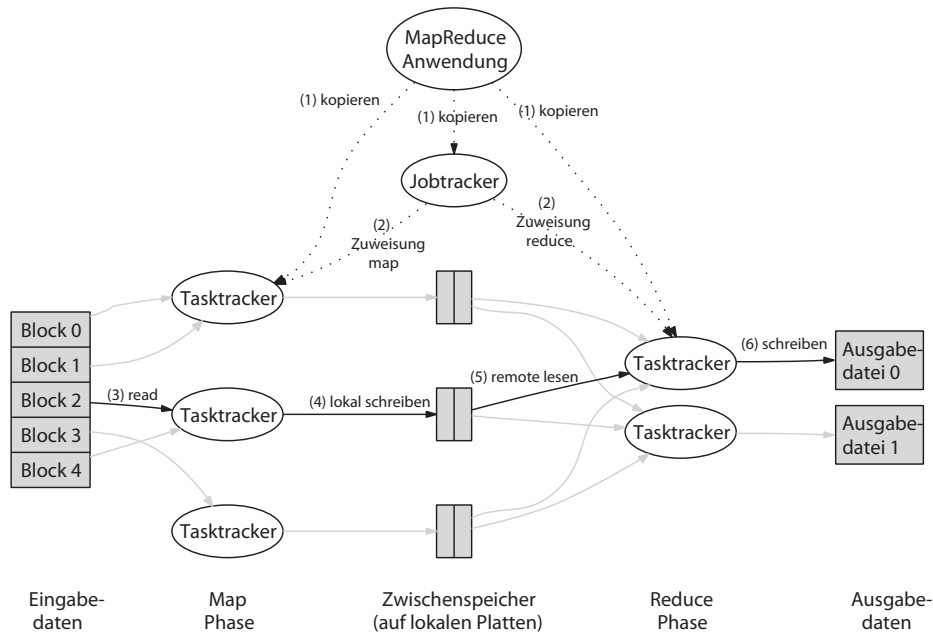 MapReduce
Anwendung
(1) kopieren
(1) kopieren
(1) kopieren
Jobtracker
(2)
Zuweisung
map
(2)
Zuweisung
reduce
Tasktracker
Block 0
Block 1
Block 2
Block 3
Block 4
(3) read
Tasktracker
(4) lokal schreiben
(5) remote lesen
Tasktracker
(6) schreiben
Ausgabe-
datei 0
Tasktracker
Ausgabe-
datei 1
Tasktracker
Eingabe-
daten
Map
Phase
Zwischenspeicher
(auf lokalen Platten)
Reduce
Phase
Ausgabe-
daten